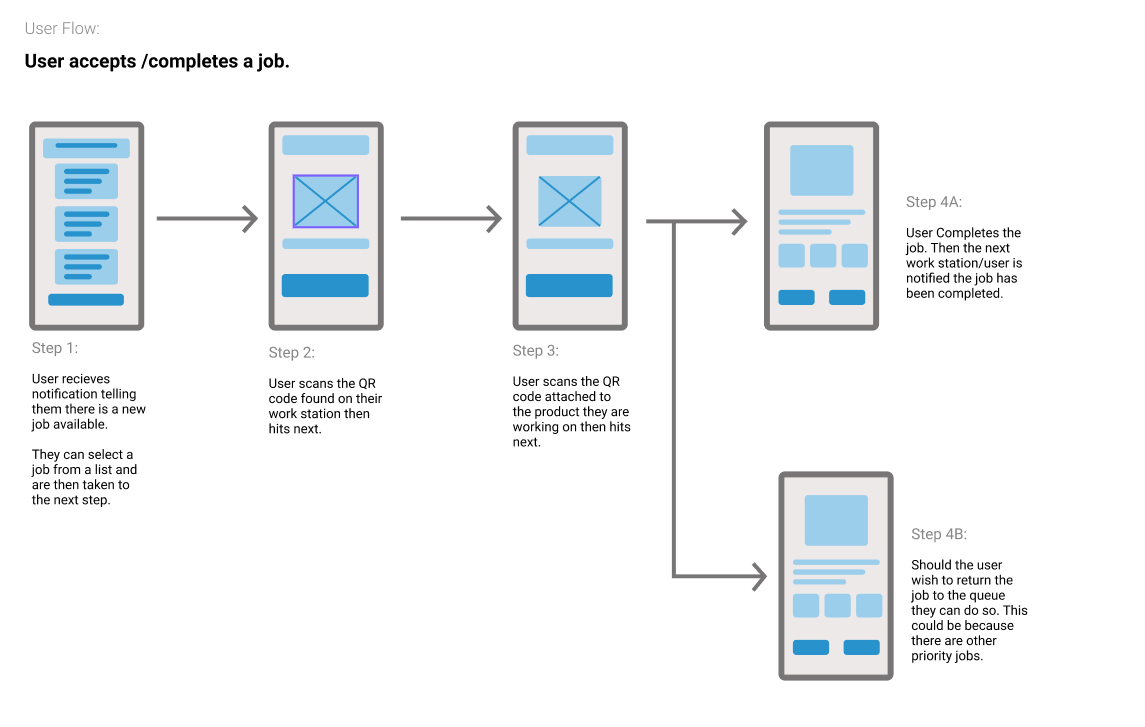 User Flow:
User accepts /completes a job.
Step 1:
User recieves
notification telling
them there is a new
job available.
They can select a
job from a list and
are then taken to
the next step.
Step 2:
User scans the QR
code found on their
work station then
hits next.
Step 3:
User scans the QR
code attached to
the product they are
working on then hits
next.
Step 4A:
User Completes the
job. Then the next
work station/user is
notified the job has
been completed.
Step 4B:
Should the user
wish to return the
job to the queue
they can do so. This
could be because
there are other
priority jobs.